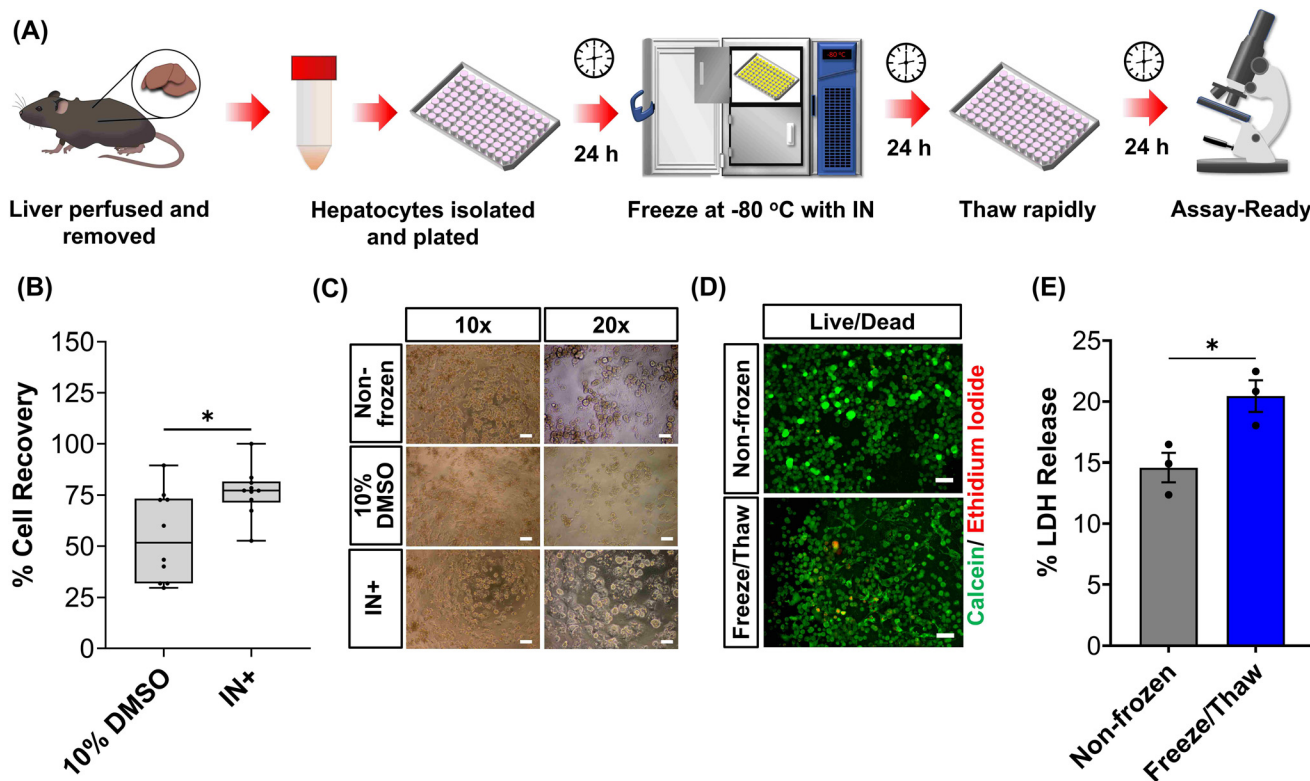 (A)
-80 °C
24 h
24 h
24 h
Liver perfused and
removed
Hepatocytes isolated
and plated
Freeze at -80 °C with IN
Thaw rapidly
Assay-Ready
(B)
% Cell Recovery
150
125
100
75
50
25
0
*
10% DMSO
IN+
(C)
10x
20x
Non-
frozen
10%
DMSO
IN+
(D)
Live/Dead
Non-frozen
Freeze/Thaw
Calcein/ Ethidium Iodide
(E)
% LDH Release
25
20
15
10
5
0
*
Non-frozen
Freeze/Thaw